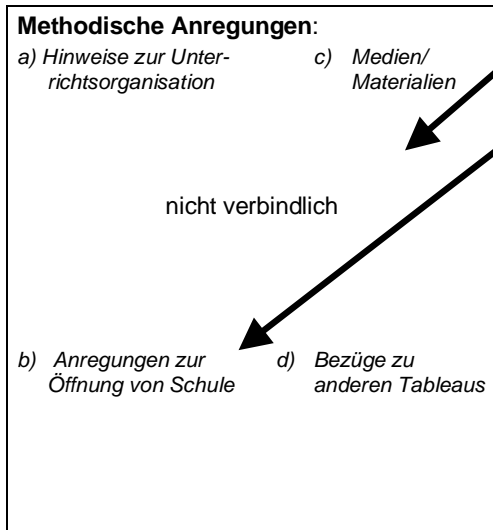 Methodische Anregungen:
a) Hinweise zur Unter-
richtsorganisation
c) Medien/
Materialien
nicht verbindlich
b) Anregungen zur
Öffnung von Schule
d) Bezüge zu
anderen Tableaus